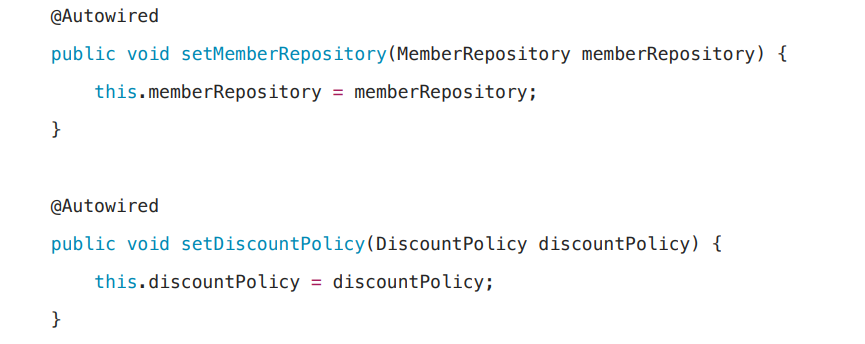 @Autowired
public void setMemberRepository(MemberRepository memberRepository) {
    this.memberRepository = memberRepository;
}
@Autowired
public void setDiscountPolicy(DiscountPolicy discountPolicy) {
    this.discountPolicy = discountPolicy;
}